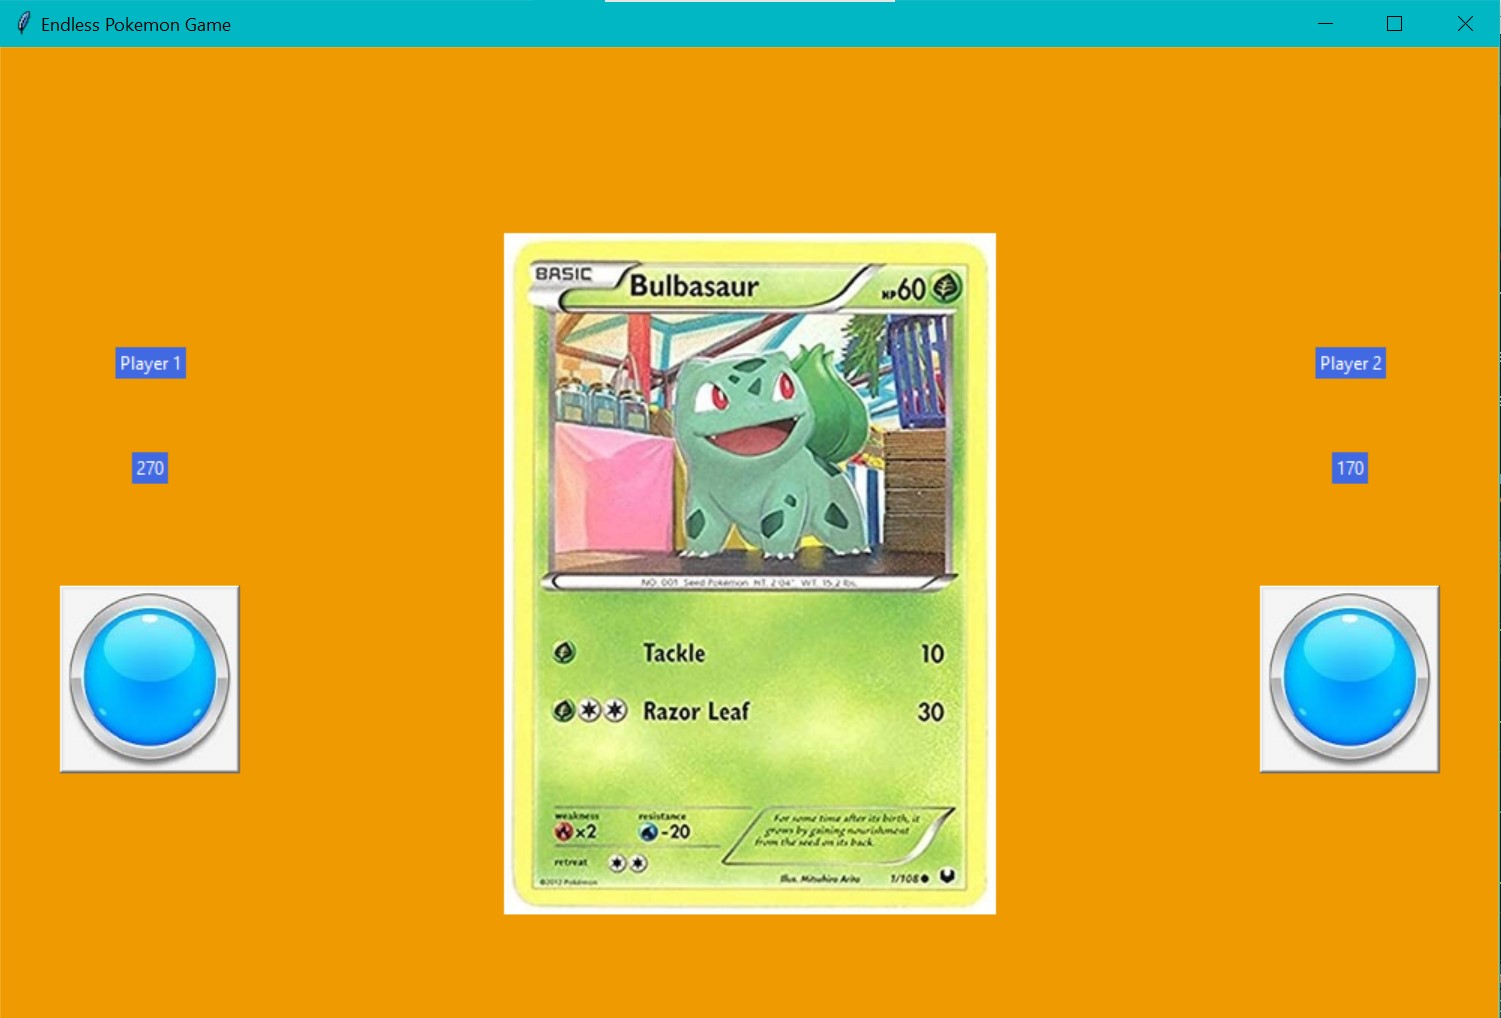 Endless Pokemon Game
BASIC
Bulbasaur
HP60
Player 1
Player 2
270
170
NO. 001 Seed Pokémon HT. 2'04" WT. 15.2 lbs.
Tackle 10
Razor Leaf 30
weakness resistance
x2 -20
For some time after its birth, it
grows by gaining nourishment
from the seed on its back.
retreat
©2012 Pokémon
Illus. Mitsuhiro Arita 1/108